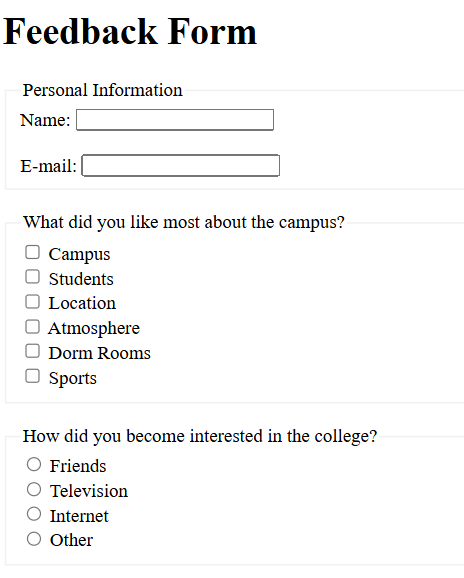 Feedback Form
Personal Information
Name:
E-mail:
What did you like most about the campus?
Campus
Students
Location
Atmosphere
Dorm Rooms
Sports
How did you become interested in the college?
Friends
Television
Internet
Other